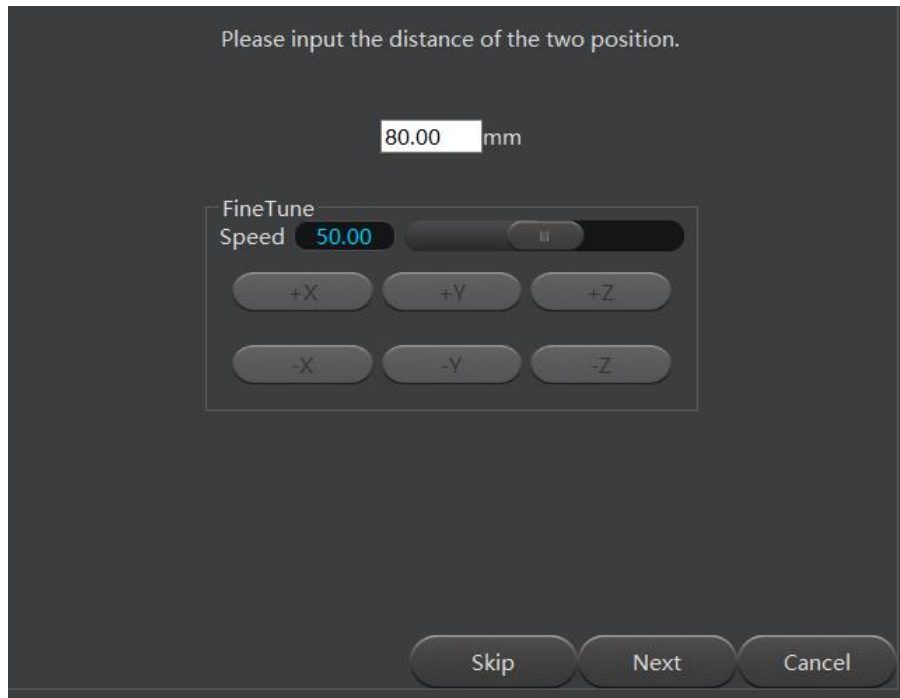 Please input the distance of the two position.
80.00 mm
FineTune
Speed 50.00
+X +Y +Z
-X -Y -Z
Skip Next Cancel